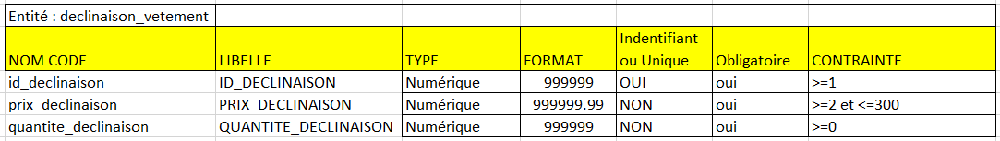 Entité : declinaison_vetement
NOM CODE LIBELLE TYPE FORMAT Indentifiant ou Unique Obligatoire CONTRAINTE
id_declinaison ID_DECLINAISON Numérique 999999 OUI oui >=1
prix_declinaison PRIX_DECLINAISON Numérique 999999.99 NON oui >=2 et <=300
quantite_declinaison QUANTITE_DECLINAISON Numérique 999999 NON oui >=0